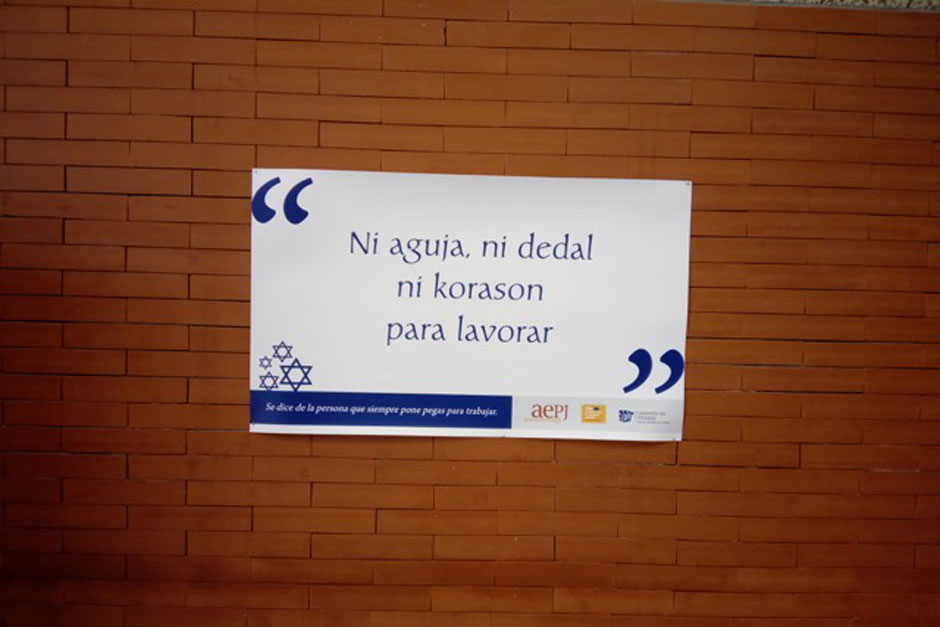 “
Ni aguja, ni dedal
ni korason
para lavorar
”
Se dice de la persona que siempre pone pegas para trabajar.
aePJ